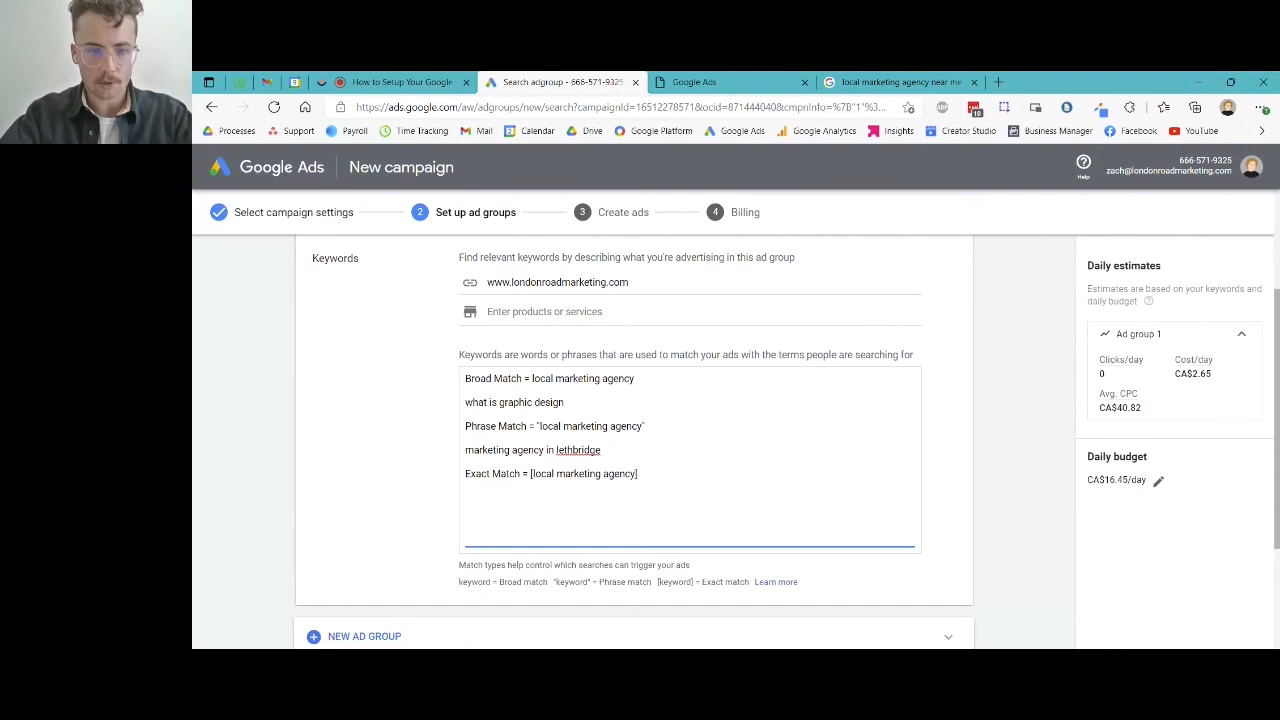 How to Setup Your Google
Search adgroup - 666-571-9325
Google Ads
local marketing agency near me
https://ads.google.com/aw/adgroups/new/search?campaignId=16512278571&ocid=871444040&cmpnInfo=%7B"1"%3...
Processes
Support
Payroll
Time Tracking
Mail
Calendar
Drive
Google Platform
Google Ads
Google Analytics
Insights
Creator Studio
Business Manager
Facebook
YouTube
Google Ads
New campaign
Help
666-571-9325
zach@londonroadmarketing.com
Select campaign settings
2 Set up ad groups
3 Create ads
4 Billing
Keywords
Find relevant keywords by describing what you're advertising in this ad group
www.londonroadmarketing.com
Enter products or services
Keywords are words or phrases that are used to match your ads with the terms people are searching for
Broad Match = local marketing agency
what is graphic design
Phrase Match = "local marketing agency"
marketing agency in lethbridge
Exact Match = [local marketing agency]
Match types help control which searches can trigger your ads
keyword = Broad match "keyword" = Phrase match [keyword] = Exact match Learn more
NEW AD GROUP
Daily estimates
Estimates are based on your keywords and
daily budget
Ad group 1
Clicks/day Cost/day
0 CA$2.65
Avg. CPC
CA$40.82
Daily budget
CA$16.45/day